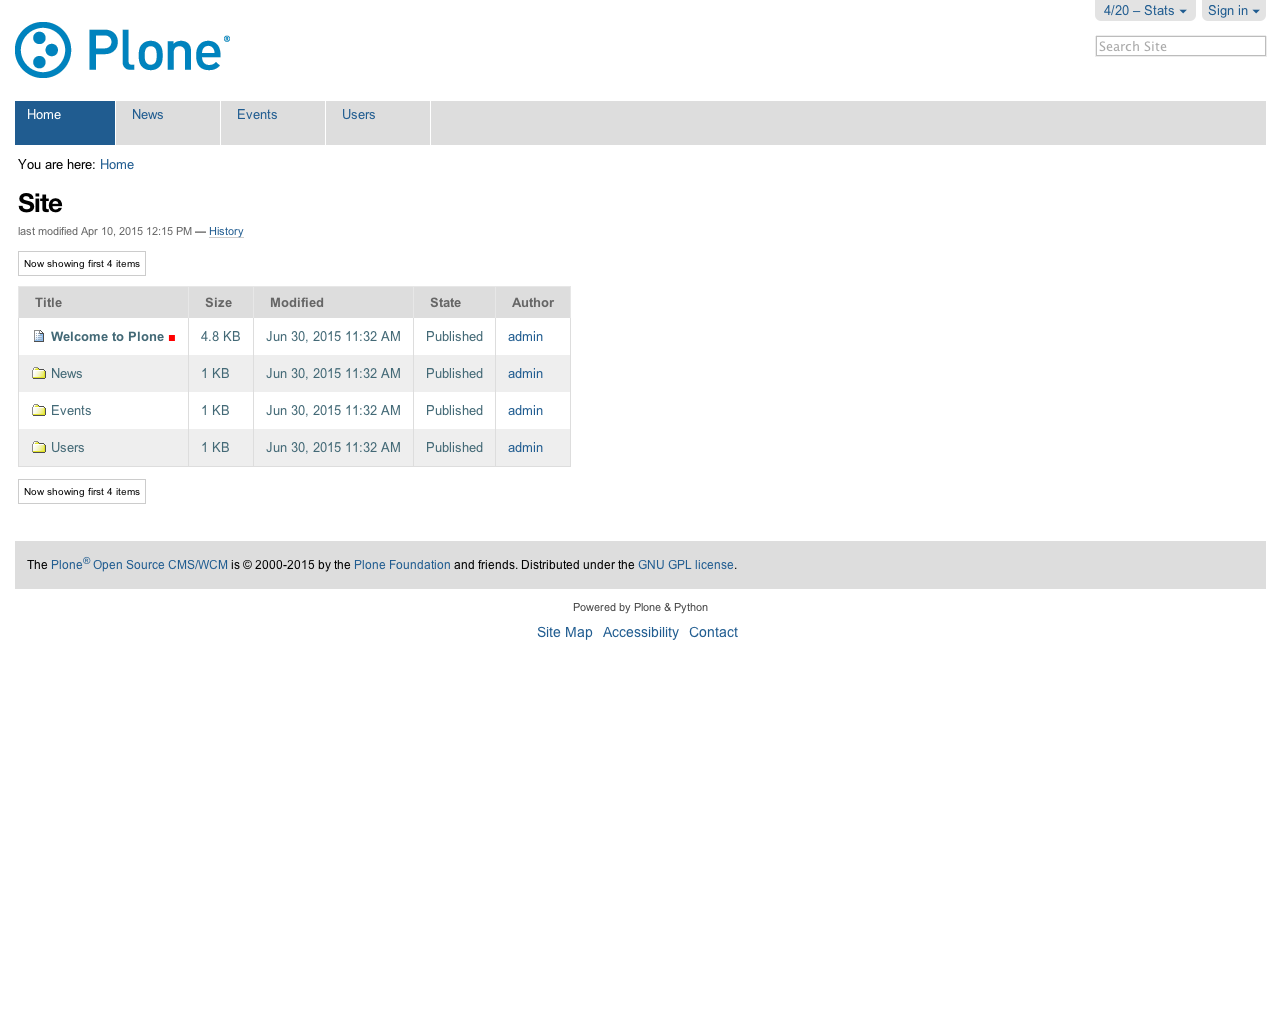 4/20 – Stats Sign in
Plone®
Search Site
Home News Events Users
You are here: Home
Site
last modified Apr 10, 2015 12:15 PM — History
Now showing first 4 items
Title Size Modified State Author
Welcome to Plone 4.8 KB Jun 30, 2015 11:32 AM Published admin
News 1 KB Jun 30, 2015 11:32 AM Published admin
Events 1 KB Jun 30, 2015 11:32 AM Published admin
Users 1 KB Jun 30, 2015 11:32 AM Published admin
Now showing first 4 items
The Plone® Open Source CMS/WCM is © 2000-2015 by the Plone Foundation and friends. Distributed under the GNU GPL license.
Powered by Plone & Python
Site Map Accessibility Contact